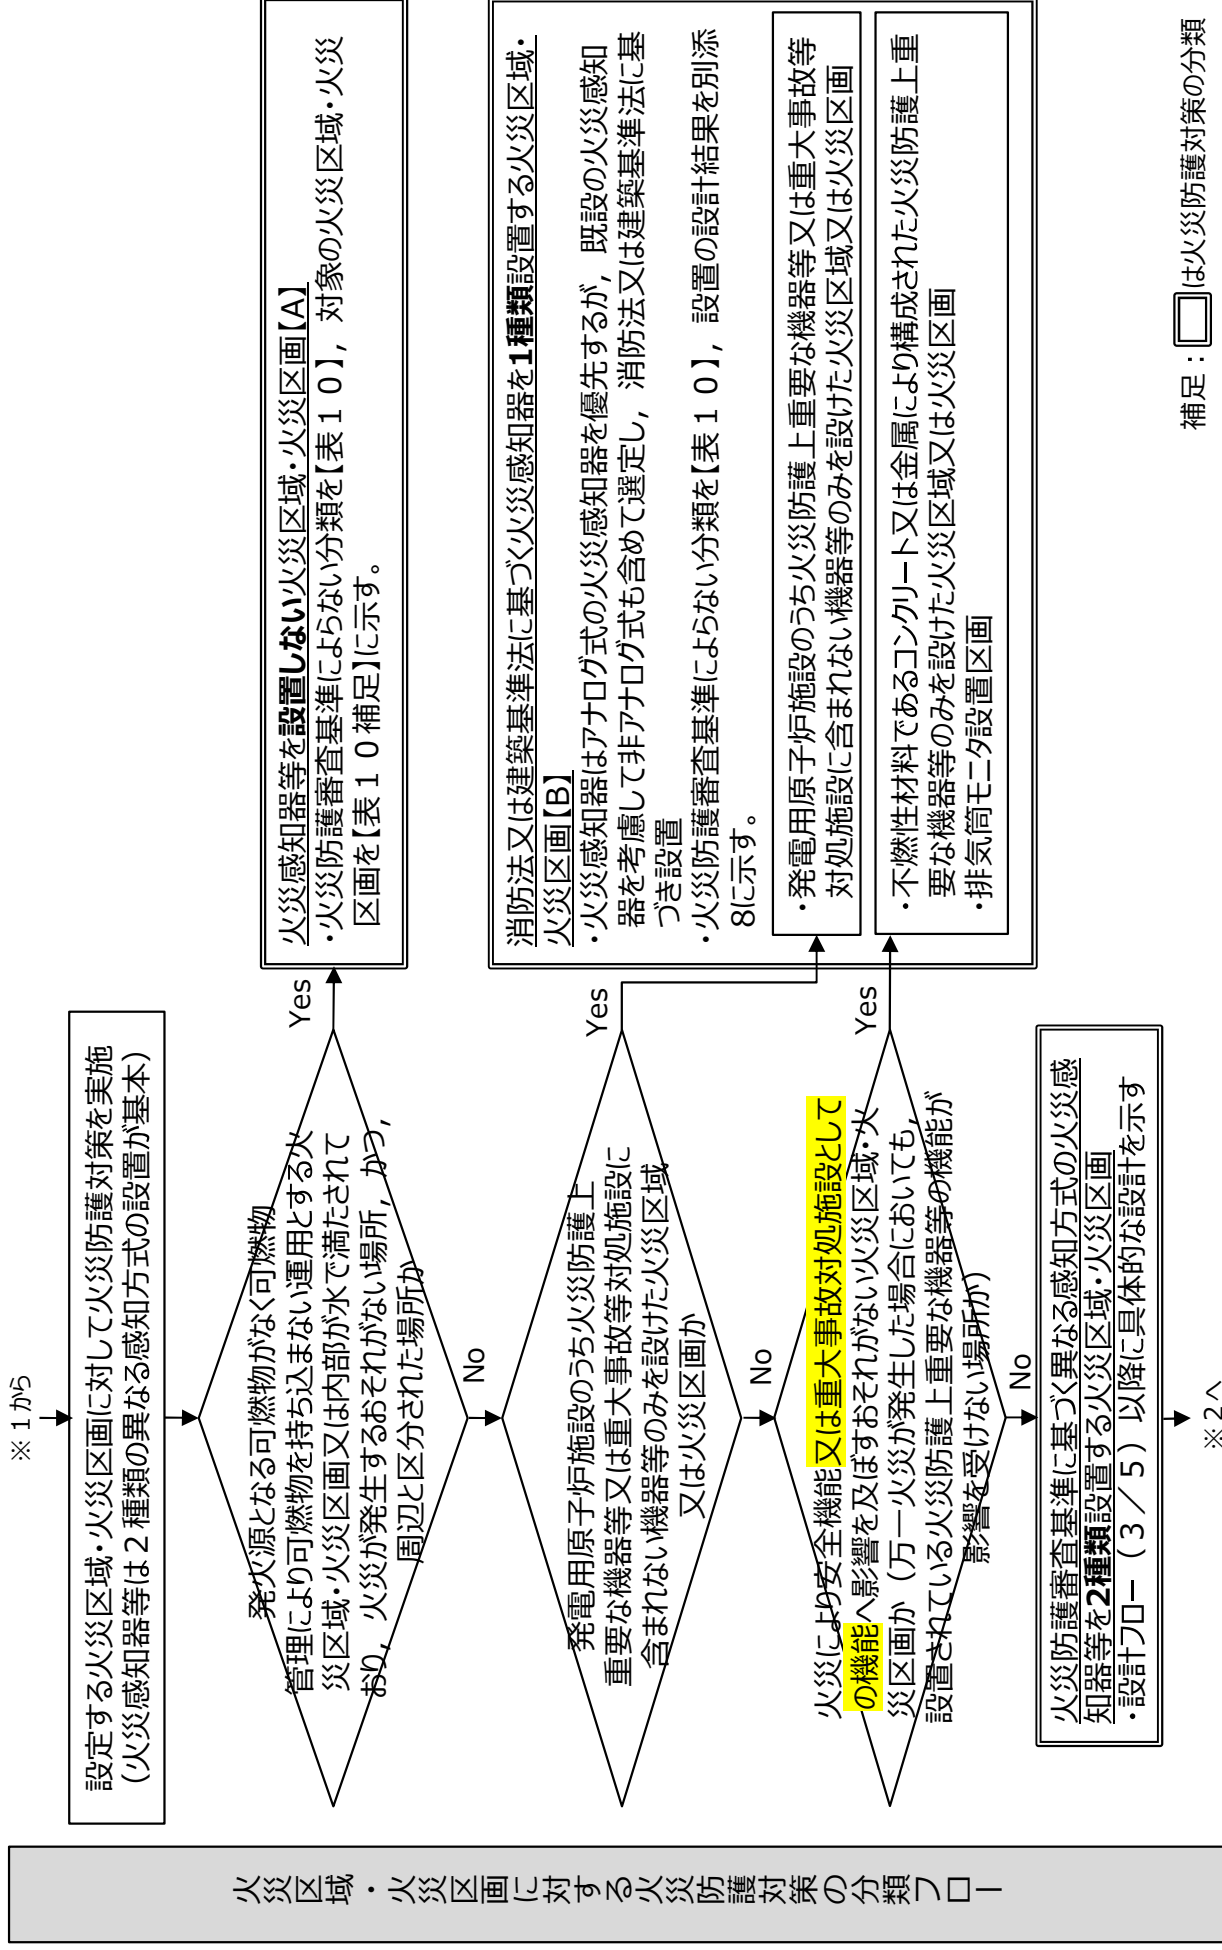 火災区域・火災区画に対する火災防護対策の分類フロー
※１から
設定する火災区域・火災区画に対して火災防護対策を実施
（火災感知器等は２種類の異なる感知方式の設置が基本）
発火源となる可燃物がなく可燃物
管理により可燃物を持ち込まない運用とする火
災区域・火災区画又は内部が水で満たされて
おり，火災が発生するおそれがない場所，かつ，
周辺と区分された場所か
Yes
No
火災感知器等を設置しない火災区域・火災区画【A】
・火災防護審査基準によらない分類を【表１０】，対象の火災区域・火災
区画を【表１０補足】に示す。
発電用原子炉施設のうち火災防護上
重要な機器等又は重大事故等対処施設に
含まれない機器等のみを設けた火災区域
又は火災区画か
Yes
No
消防法又は建築基準法に基づく火災感知器を1種類設置する火災区域・
火災区画【B】
・火災感知器はアナログ式の火災感知器を優先するが，既設の火災感知
器を考慮して非アナログ式も含めて選定し，消防法又は建築基準法に基
づき設置
・火災防護審査基準によらない分類を【表１０】，設置の設計結果を別添
8に示す。
・発電用原子炉施設のうち火災防護上重要な機器等又は重大事故等
対処施設に含まれない機器等のみを設けた火災区域又は火災区画
火災により安全機能又は重大事故対処施設として
の機能へ影響を及ぼすおそれがない火災区域・火
災区画か（万一火災が発生した場合においても，
設置されている火災防護上重要な機器等の機能が
影響を受けない場所か）
Yes
No
・不燃性材料であるコンクリート又は金属により構成された火災防護上重
要な機器等のみを設けた火災区域又は火災区画
・排気筒モニタ設置区画
火災防護審査基準に基づく異なる感知方式の火災感
知器等を2種類設置する火災区域・火災区画
・設計フロー（３／５）以降に具体的な設計を示す
※２へ
補足：は火災防護対策の分類